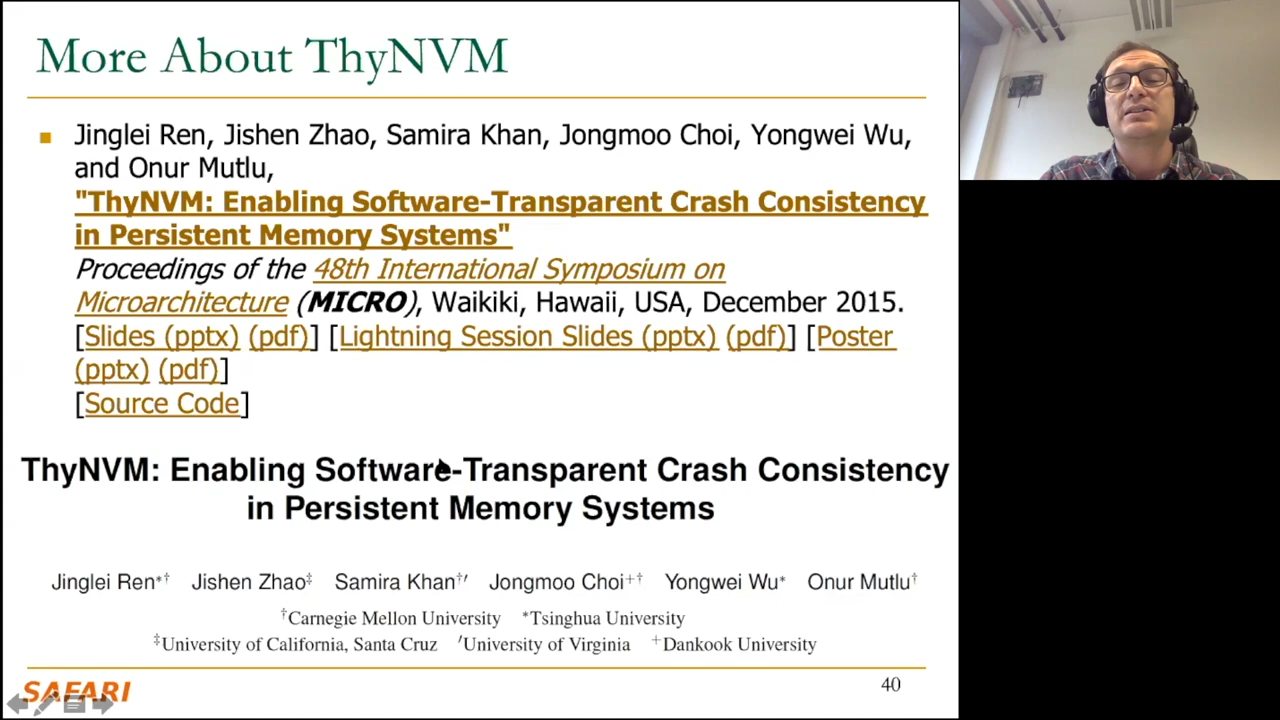 More About ThyNVM
Jinglei Ren, Jishen Zhao, Samira Khan, Jongmoo Choi, Yongwei Wu,
and Onur Mutlu,
"ThyNVM: Enabling Software-Transparent Crash Consistency
in Persistent Memory Systems"
Proceedings of the 48th International Symposium on
Microarchitecture (MICRO), Waikiki, Hawaii, USA, December 2015.
[Slides (pptx) (pdf)] [Lightning Session Slides (pptx) (pdf)] [Poster
(pptx) (pdf)]
[Source Code]
ThyNVM: Enabling Software-Transparent Crash Consistency
in Persistent Memory Systems
Jinglei Ren*† Jishen Zhao‡ Samira Khan†′ Jongmoo Choi+† Yongwei Wu* Onur Mutlu†
†Carnegie Mellon University *Tsinghua University
‡University of California, Santa Cruz ′University of Virginia +Dankook University
SAFARI
40